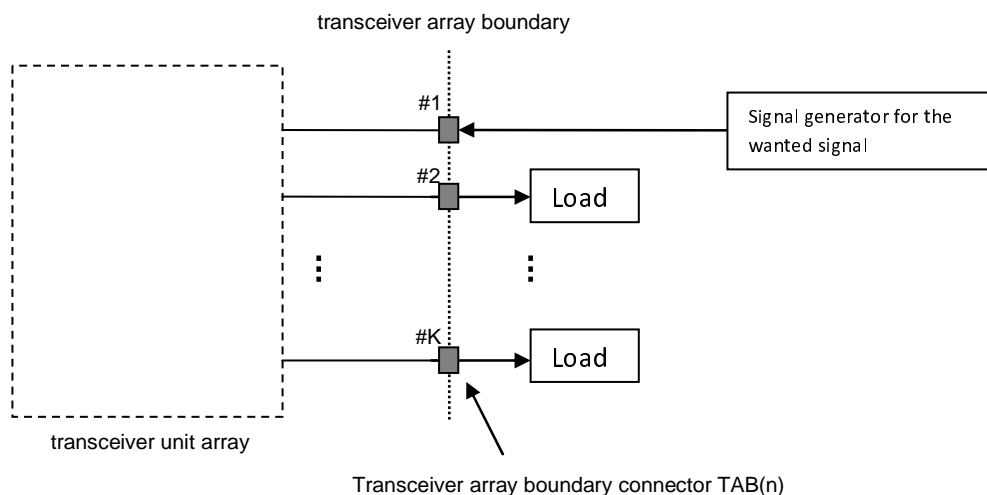 transceiver array boundary
#1
Signal generator for the
wanted signal
#2
Load
#K
Load
transceiver unit array
Transceiver array boundary connector TAB(n)